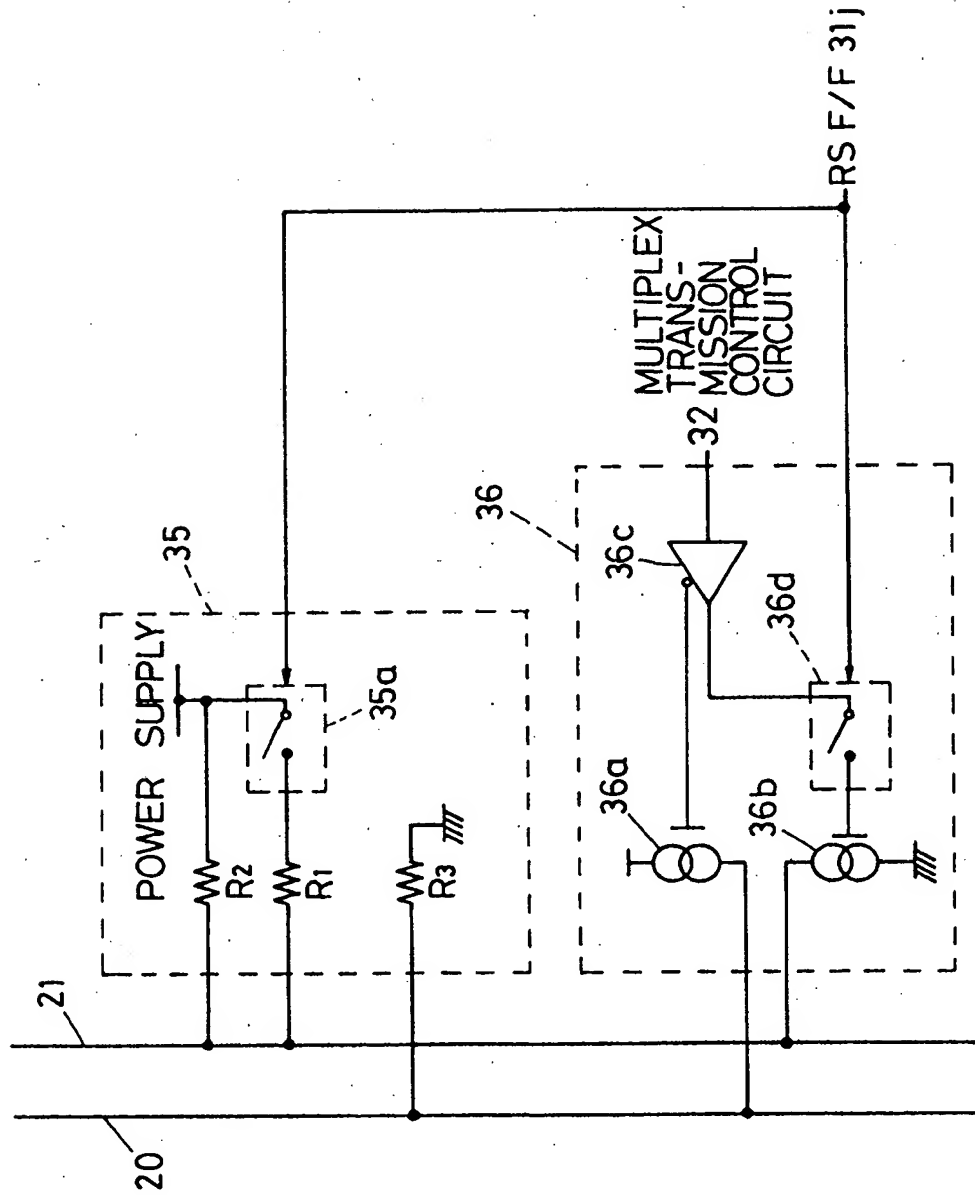 21
20
35
POWER SUPPLY
R2
R1
35a
R3
RS F/F 31j
MULTIPLEX
TRANS-
MISSION
CONTROL
CIRCUIT
32
36
36c
36d
36a
36b